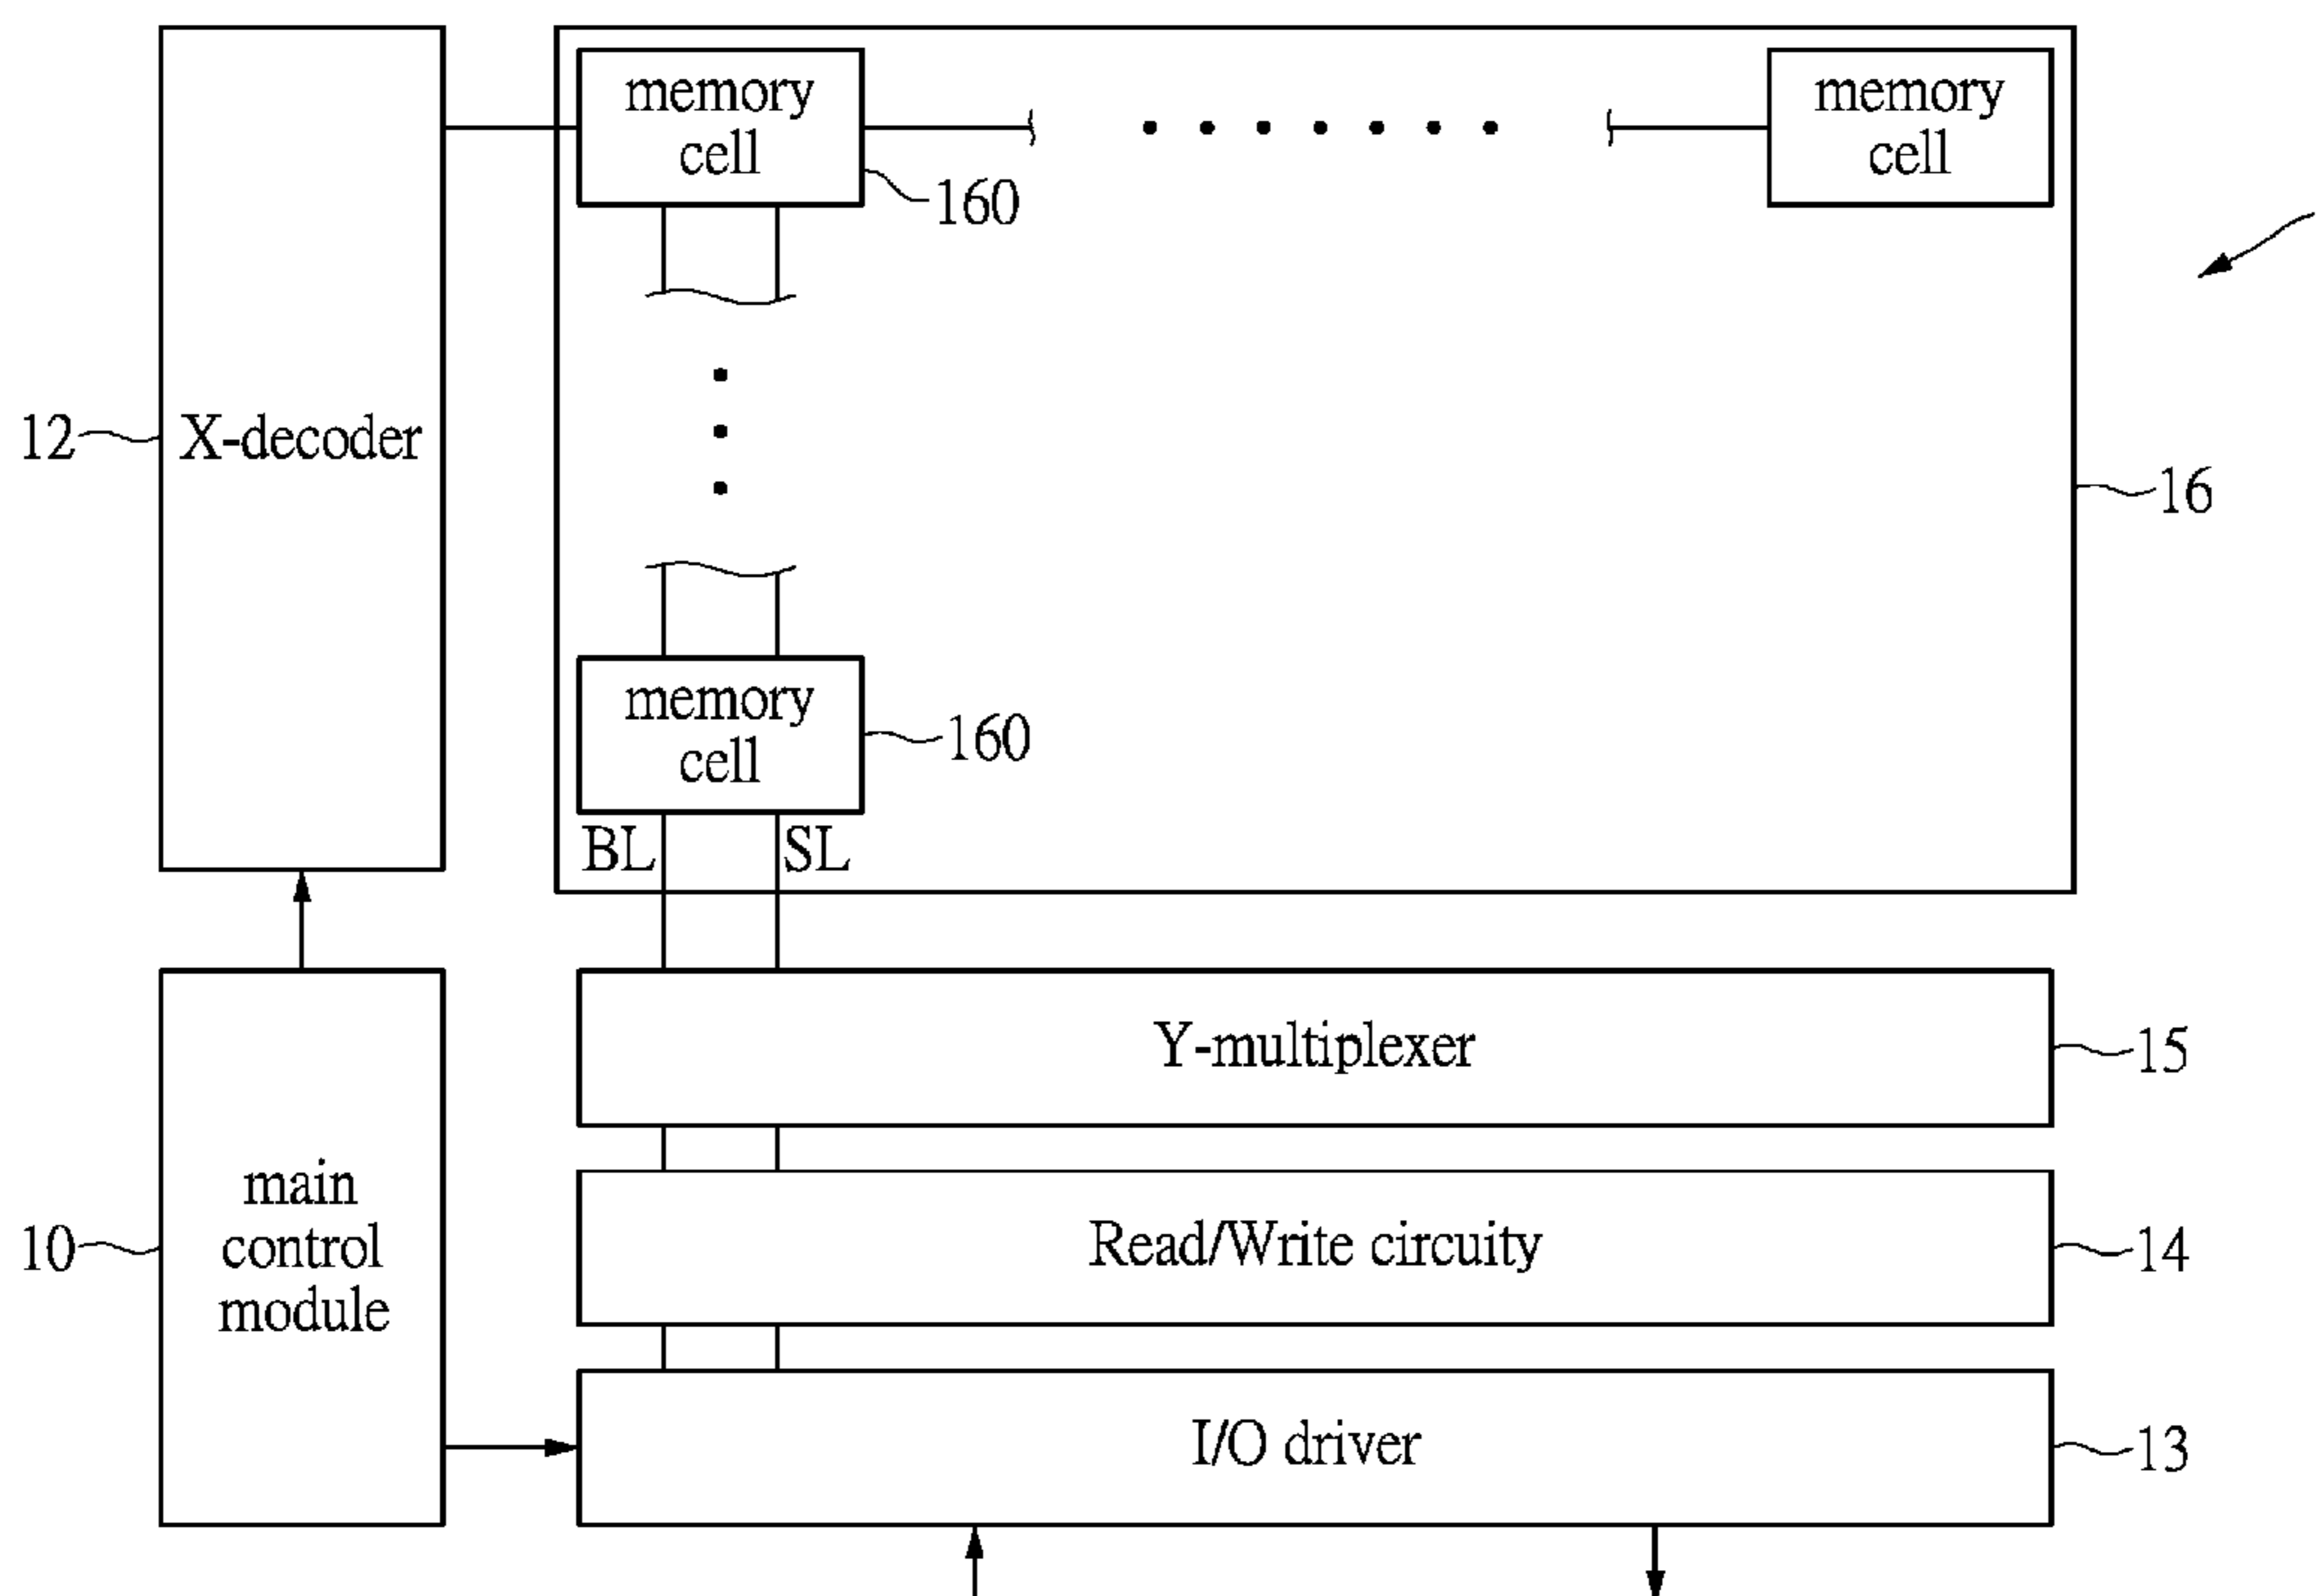 memory
cell
memory
cell
160
12
X-decoder
16
memory
cell
160
BL
SL
Y-multiplexer
15
main
control
module
10
Read/Write circuity
14
I/O driver
13